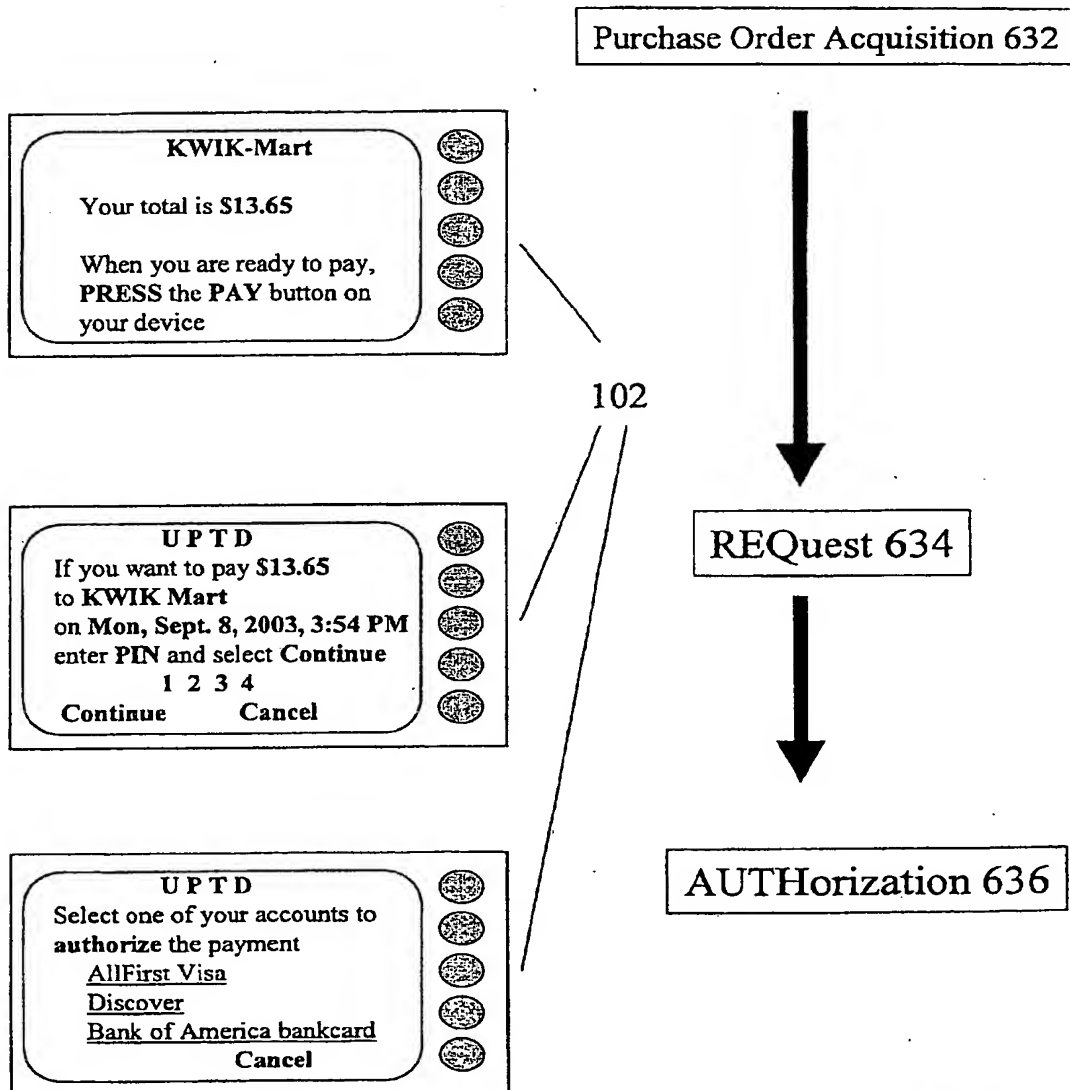 Purchase Order Acquisition 632
KWIK-Mart
Your total is $13.65
When you are ready to pay,
PRESS the PAY button on
your device
102
U P T D
If you want to pay $13.65
to KWIK Mart
on Mon, Sept. 8, 2003, 3:54 PM
enter PIN and select Continue
1 2 3 4
Continue Cancel
REQuest 634
U P T D
Select one of your accounts to
authorize the payment
AllFirst Visa
Discover
Bank of America bankcard
Cancel
AUTHorization 636